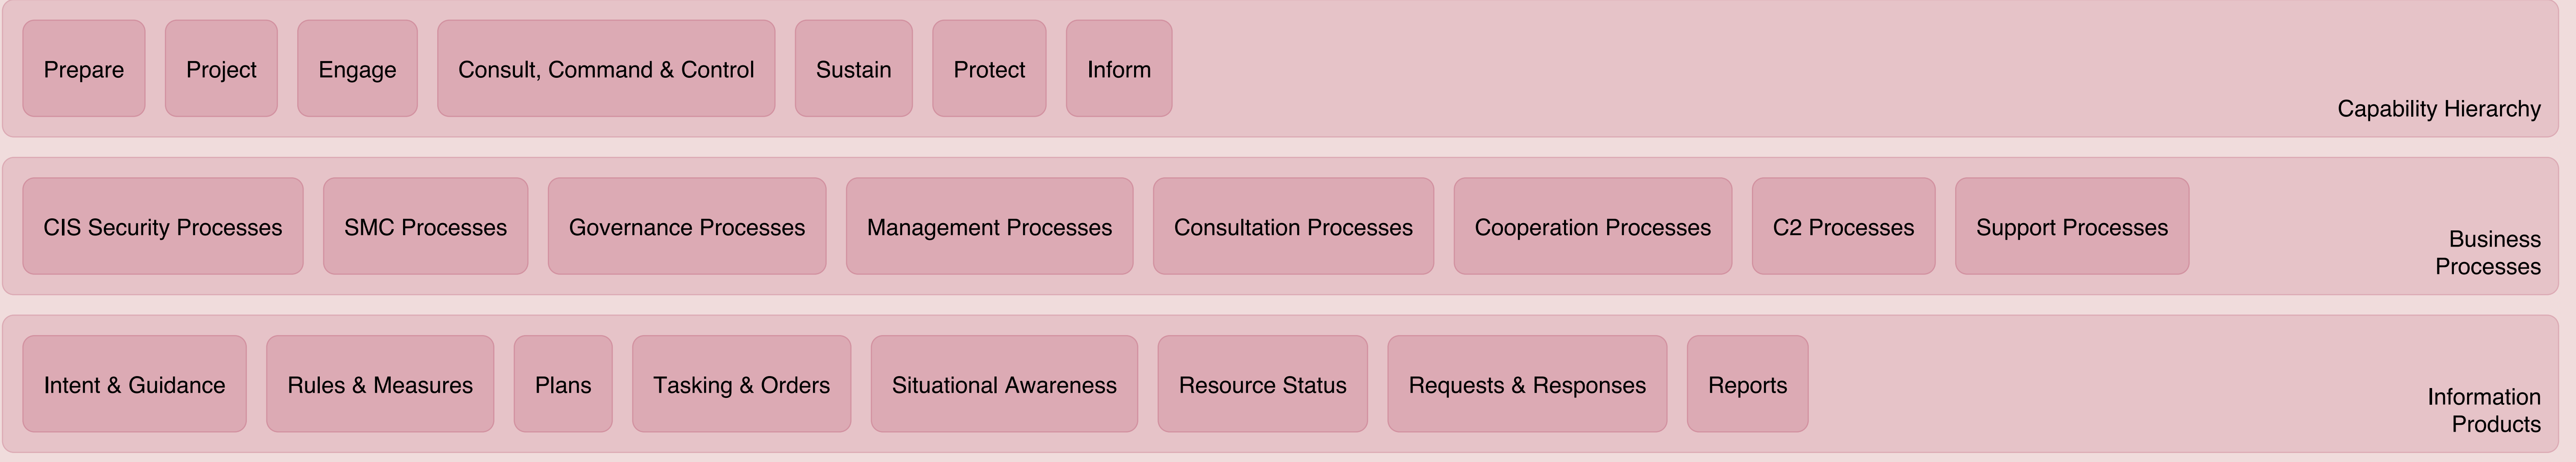 Prepare
Project
Engage
Consult, Command & Control
Sustain
Protect
Inform
Capability Hierarchy
CIS Security Processes
SMC Processes
Governance Processes
Management Processes
Consultation Processes
Cooperation Processes
C2 Processes
Support Processes
Business
Processes
Intent & Guidance
Rules & Measures
Plans
Tasking & Orders
Situational Awareness
Resource Status
Requests & Responses
Reports
Information
Products